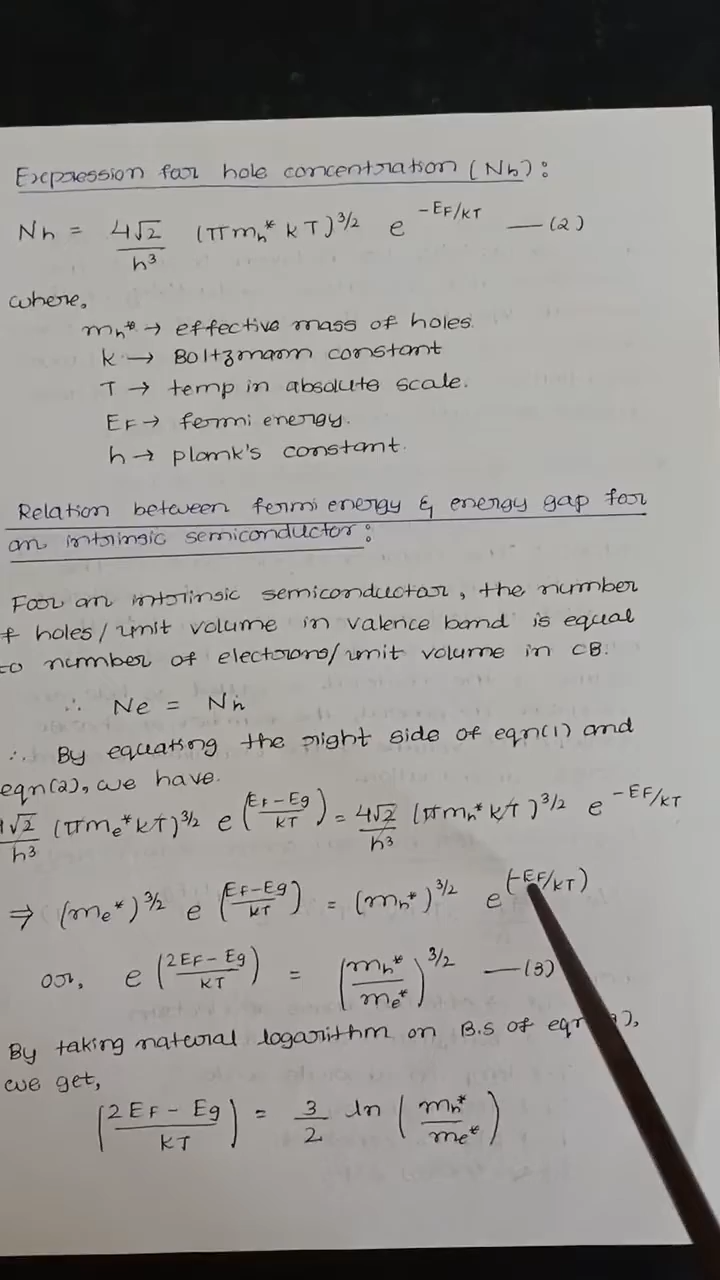 Expression for hole concentration (Nh):
Nh = 4√2/h³ (πmh* kT)^3/2 e^-EF/kT —(2)
where,
mh* → effective mass of holes.
k → Boltzmann constant
T → temp in absolute scale.
EF → fermi energy.
h → plank's constant.
Relation between fermi energy & energy gap for
an intrinsic semiconductor:
For an intrinsic semiconductor, the number
f holes/unit volume in valence band is equal
to number of electrons/unit volume in CB.
∴ Ne = Nh
∴ By equating the right side of eqn(1) and
eqn(2), we have.
4√2/h³ (πme* kT)^3/2 e^((EF-Eg)/kT) = 4√2/h³ (πmh* kT)^3/2 e^-EF/kT
⇒ (me*)^3/2 e^((EF-Eg)/kT) = (mh*)^3/2 e^(-EF/kT)
or, e^((2EF-Eg)/kT) = (mh*/me*)^3/2 —(3)
By taking natural logarithm on B.S of eqn ),
we get,
((2EF-Eg)/kT) = 3/2 ln (mh*/me*)